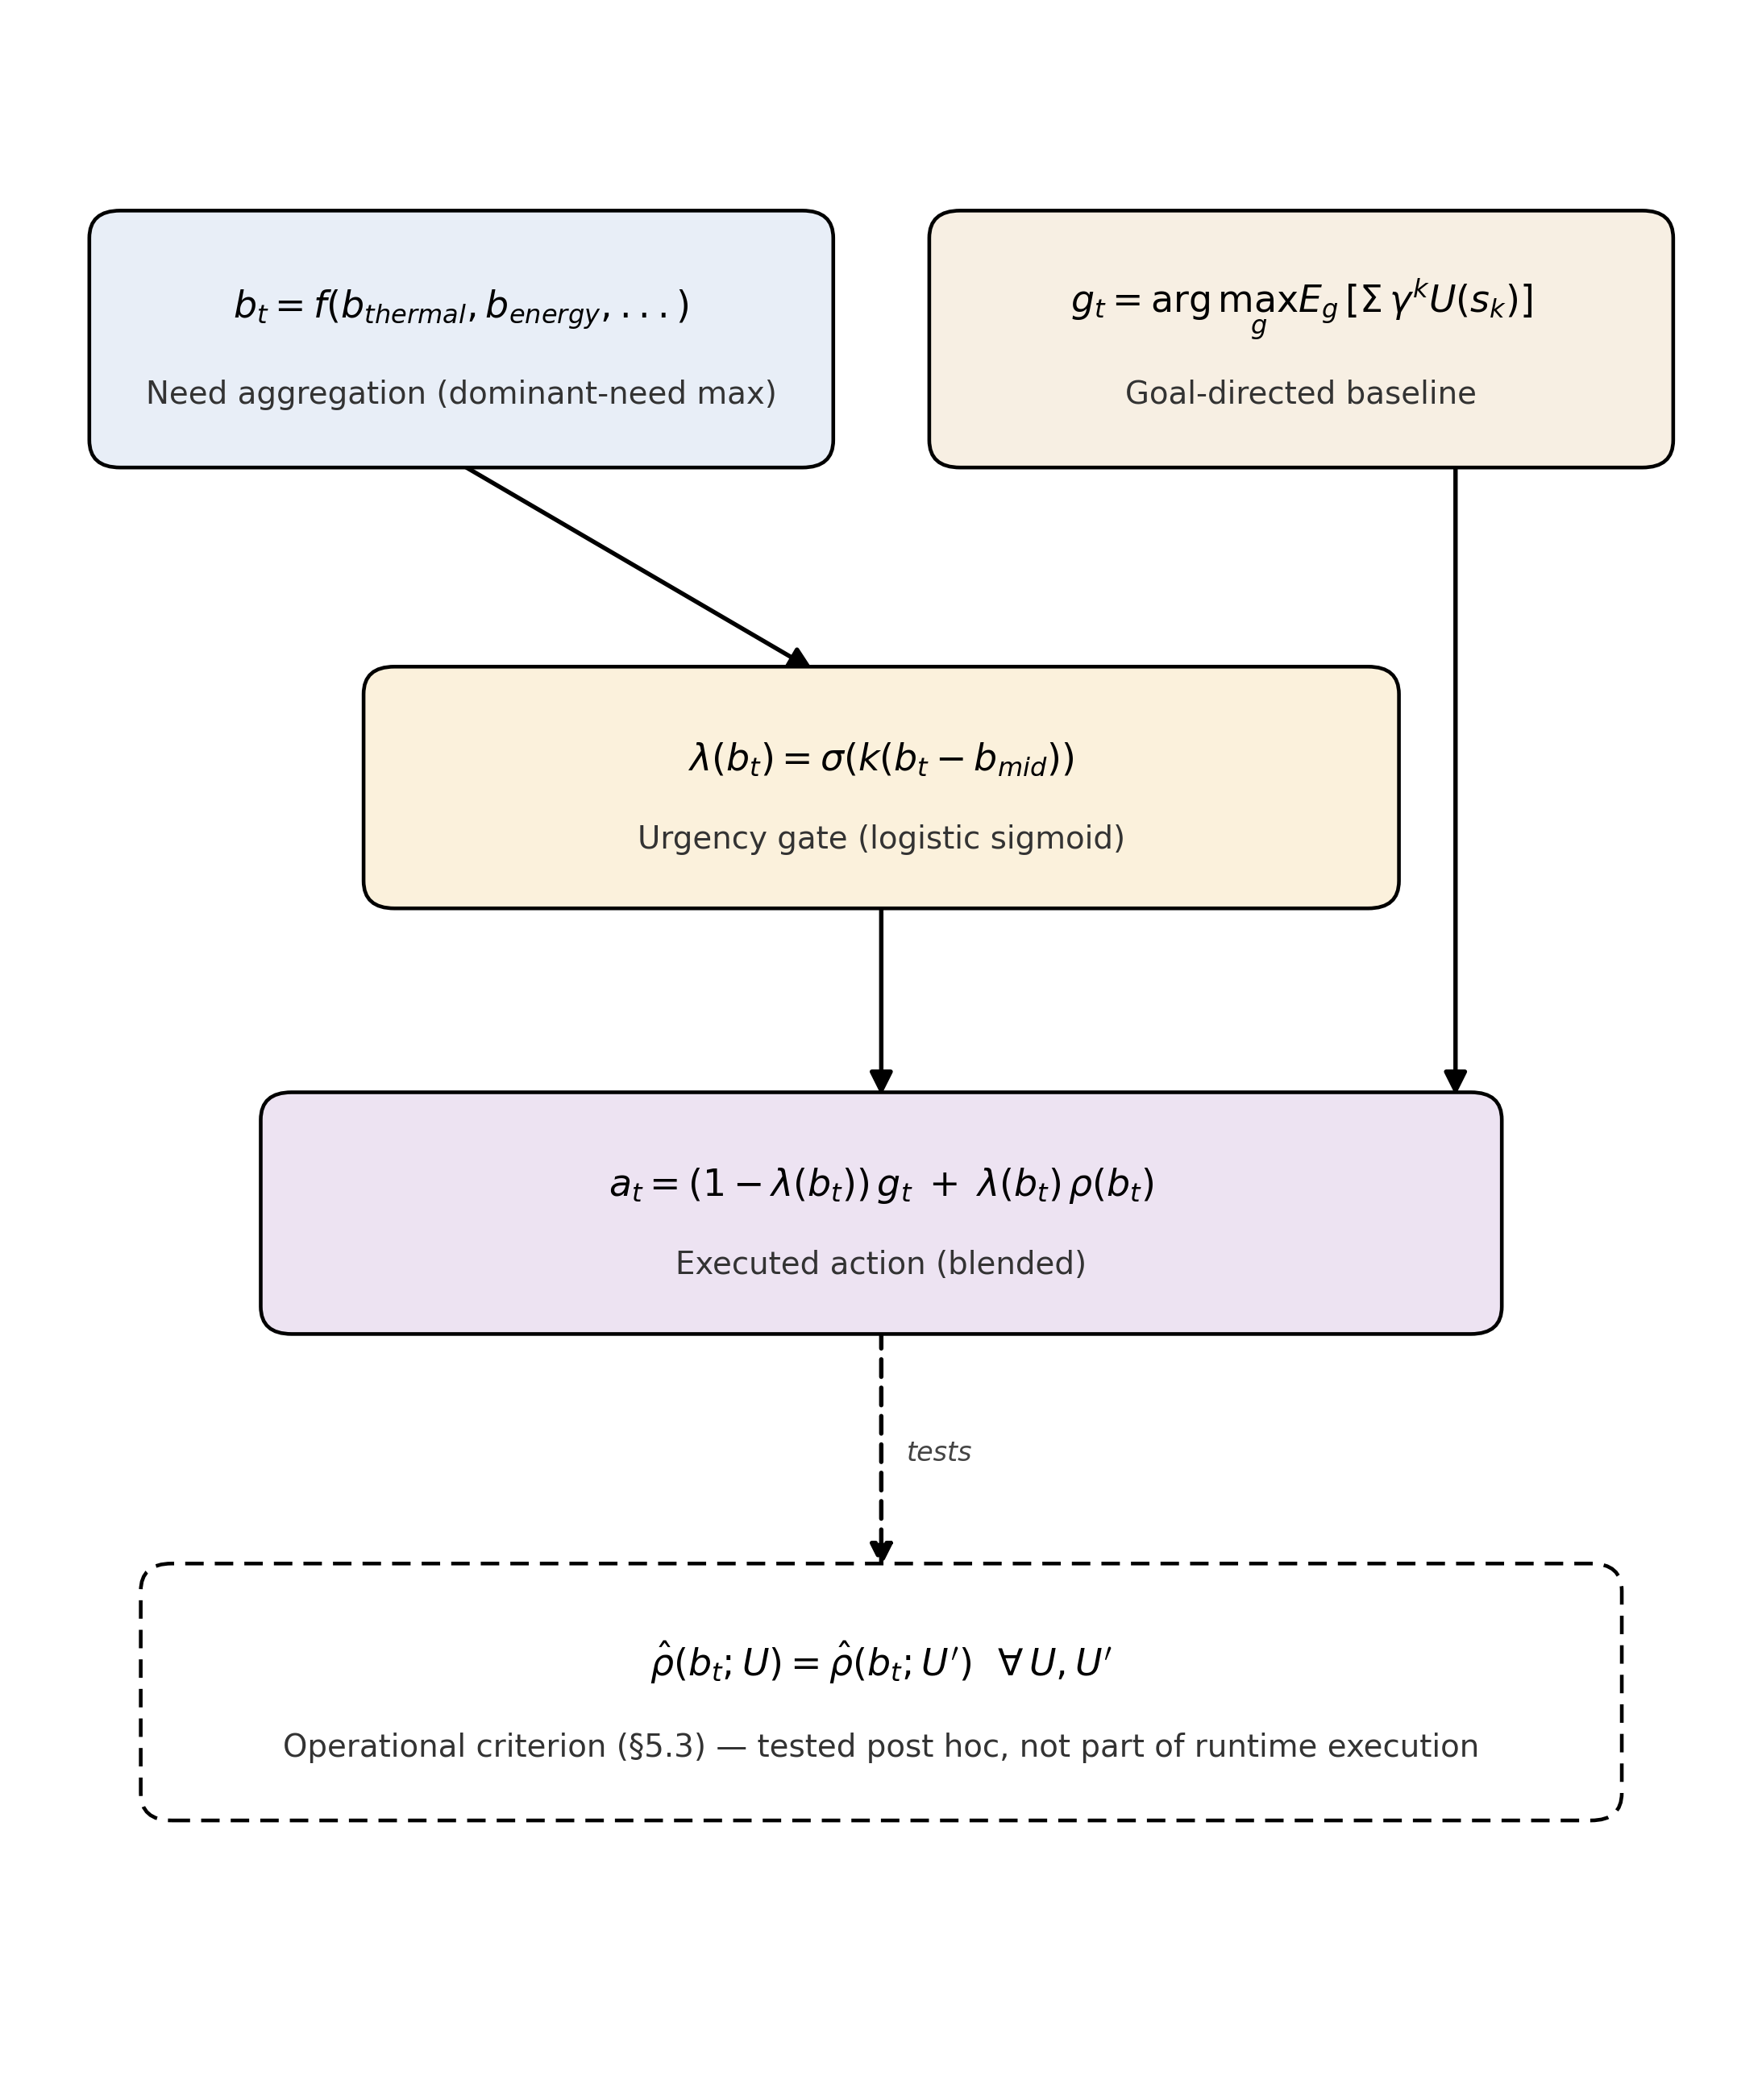 b_t = f(b_thermal, b_energy, . . . )
Need aggregation (dominant-need max)
g_t = arg max_g E_g [Σ γ^k U(s_k)]
Goal-directed baseline
λ(b_t) = σ(k(b_t − b_mid))
Urgency gate (logistic sigmoid)
a_t = (1 − λ(b_t)) g_t + λ(b_t) ρ(b_t)
Executed action (blended)
tests
ρ̂(b_t; U) = ρ̂(b_t; U′) ∀ U, U′
Operational criterion (§5.3) — tested post hoc, not part of runtime execution